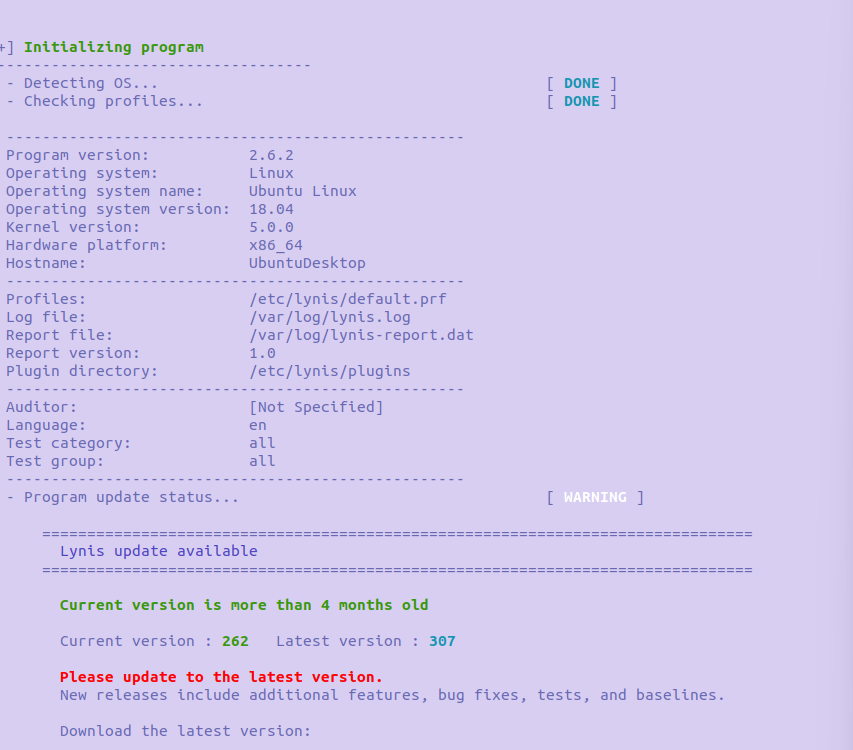 +] Initializing program
------------------------------------
- Detecting OS... [ DONE ]
- Checking profiles... [ DONE ]
---------------------------------------------------
Program version: 2.6.2
Operating system: Linux
Operating system name: Ubuntu Linux
Operating system version: 18.04
Kernel version: 5.0.0
Hardware platform: x86_64
Hostname: UbuntuDesktop
---------------------------------------------------
Profiles: /etc/lynis/default.prf
Log file: /var/log/lynis.log
Report file: /var/log/lynis-report.dat
Report version: 1.0
Plugin directory: /etc/lynis/plugins
---------------------------------------------------
Auditor: [Not Specified]
Language: en
Test category: all
Test group: all
---------------------------------------------------
- Program update status... [ WARNING ]
===============================================================================
Lynis update available
===============================================================================
Current version is more than 4 months old
Current version : 262 Latest version : 307
Please update to the latest version.
New releases include additional features, bug fixes, tests, and baselines.
Download the latest version: